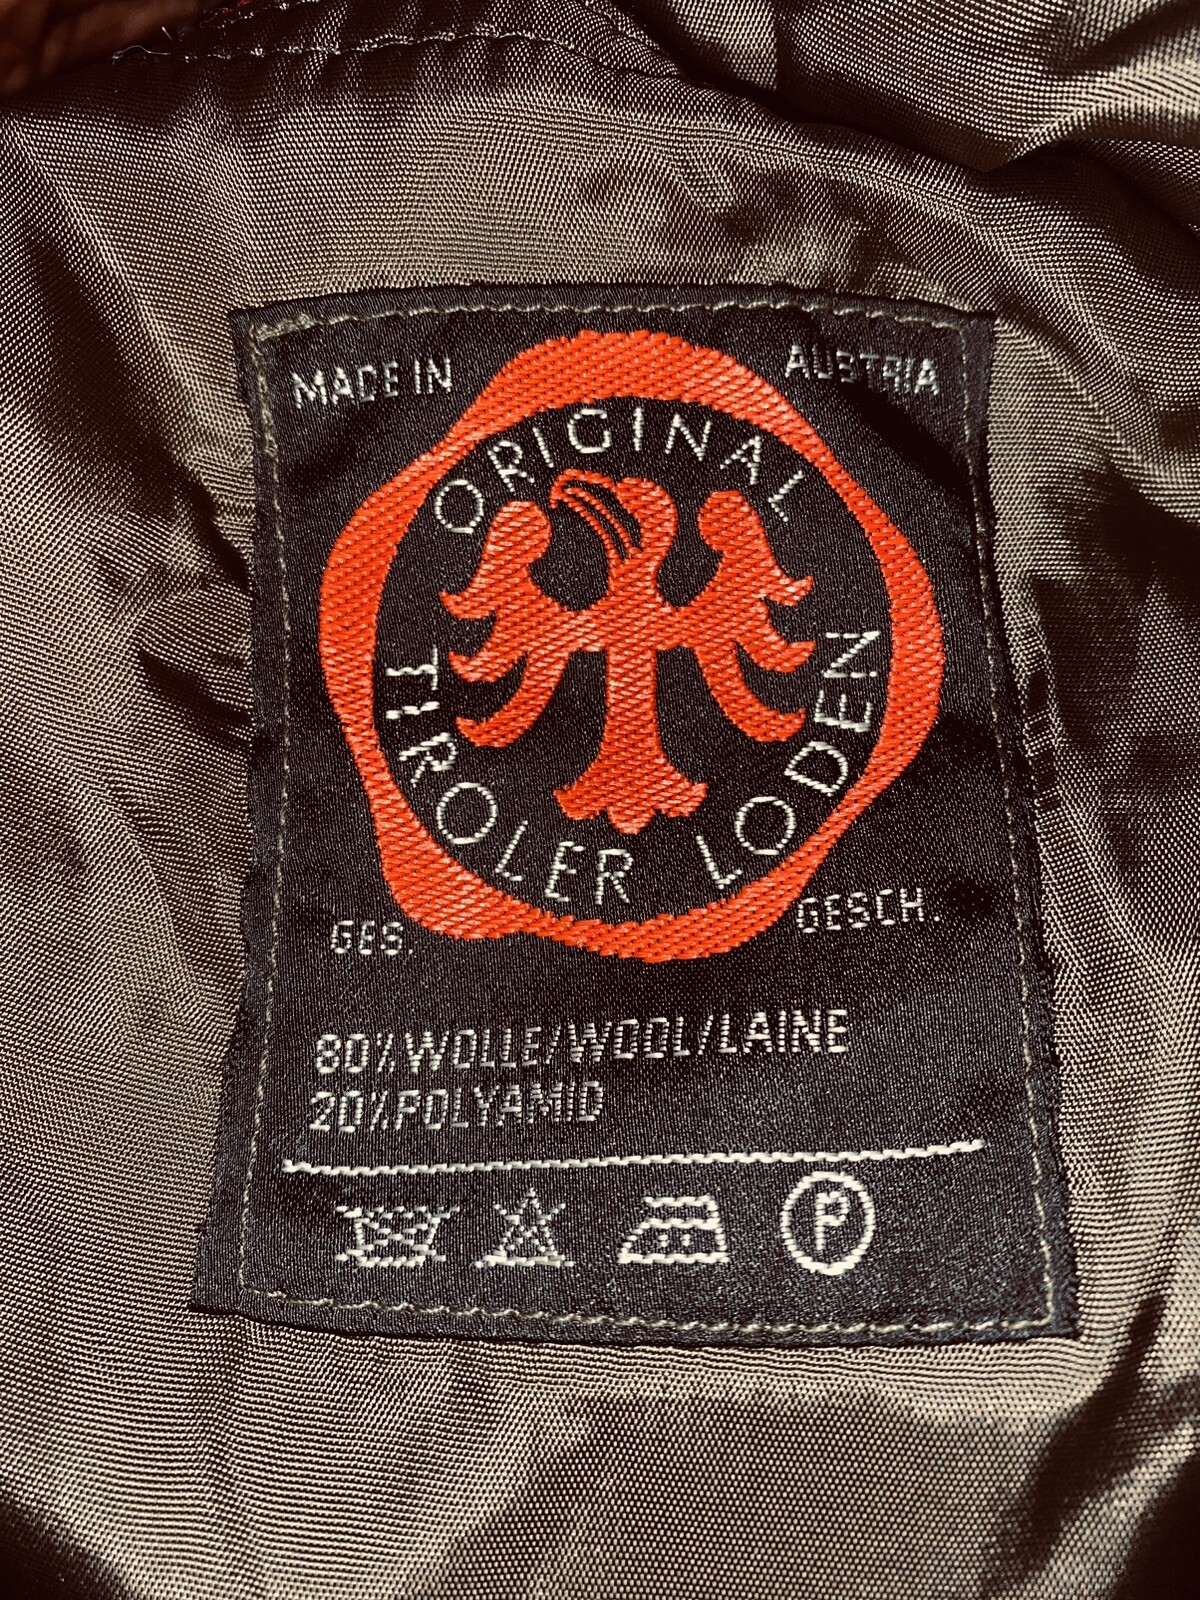 MADE IN AUSTRIA
ORIGINAL
TIROLER LODEN
GES. GESCH.
80% WOLLE/WOOL/LAINE
20% POLYAMID
P